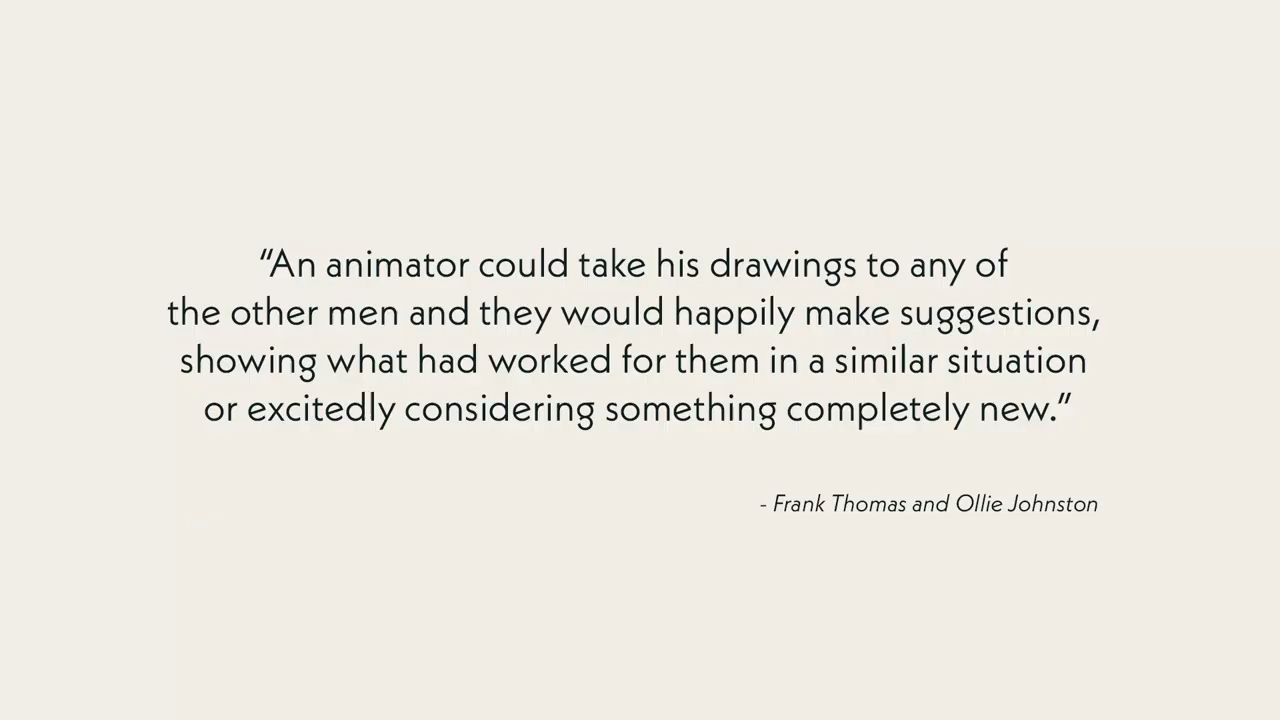 “An animator could take his drawings to any of
the other men and they would happily make suggestions,
showing what had worked for them in a similar situation
or excitedly considering something completely new.”
- Frank Thomas and Ollie Johnston